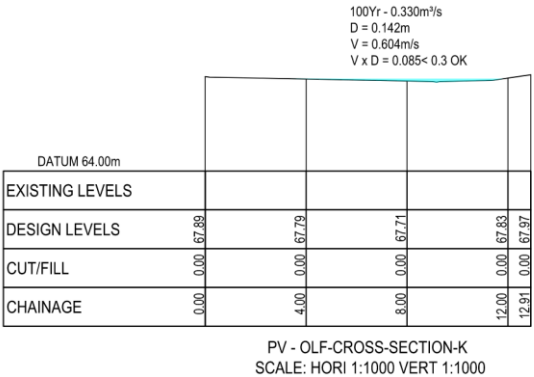 100Yr - 0.330m³/s
D = 0.142m
V = 0.604m/s
V x D = 0.085< 0.3 OK
DATUM 64.00m
EXISTING LEVELS
DESIGN LEVELS 67.89 67.79 67.71 67.83 67.97
CUT/FILL 0.00 0.00 0.00 0.00 0.00
CHAINAGE 0.00 4.00 8.00 12.00 12.91
PV - OLF-CROSS-SECTION-K
SCALE: HORI 1:1000 VERT 1:1000